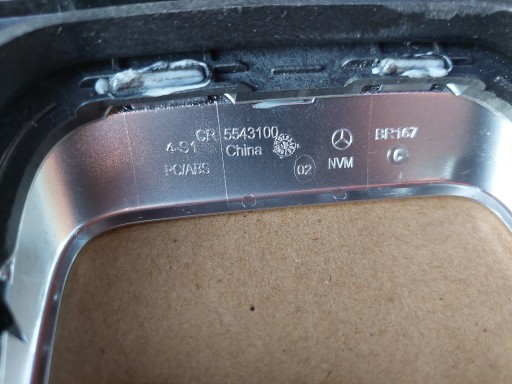 CR 5543100 BR167
4-S1 China
PC/ABS 02 NVM C